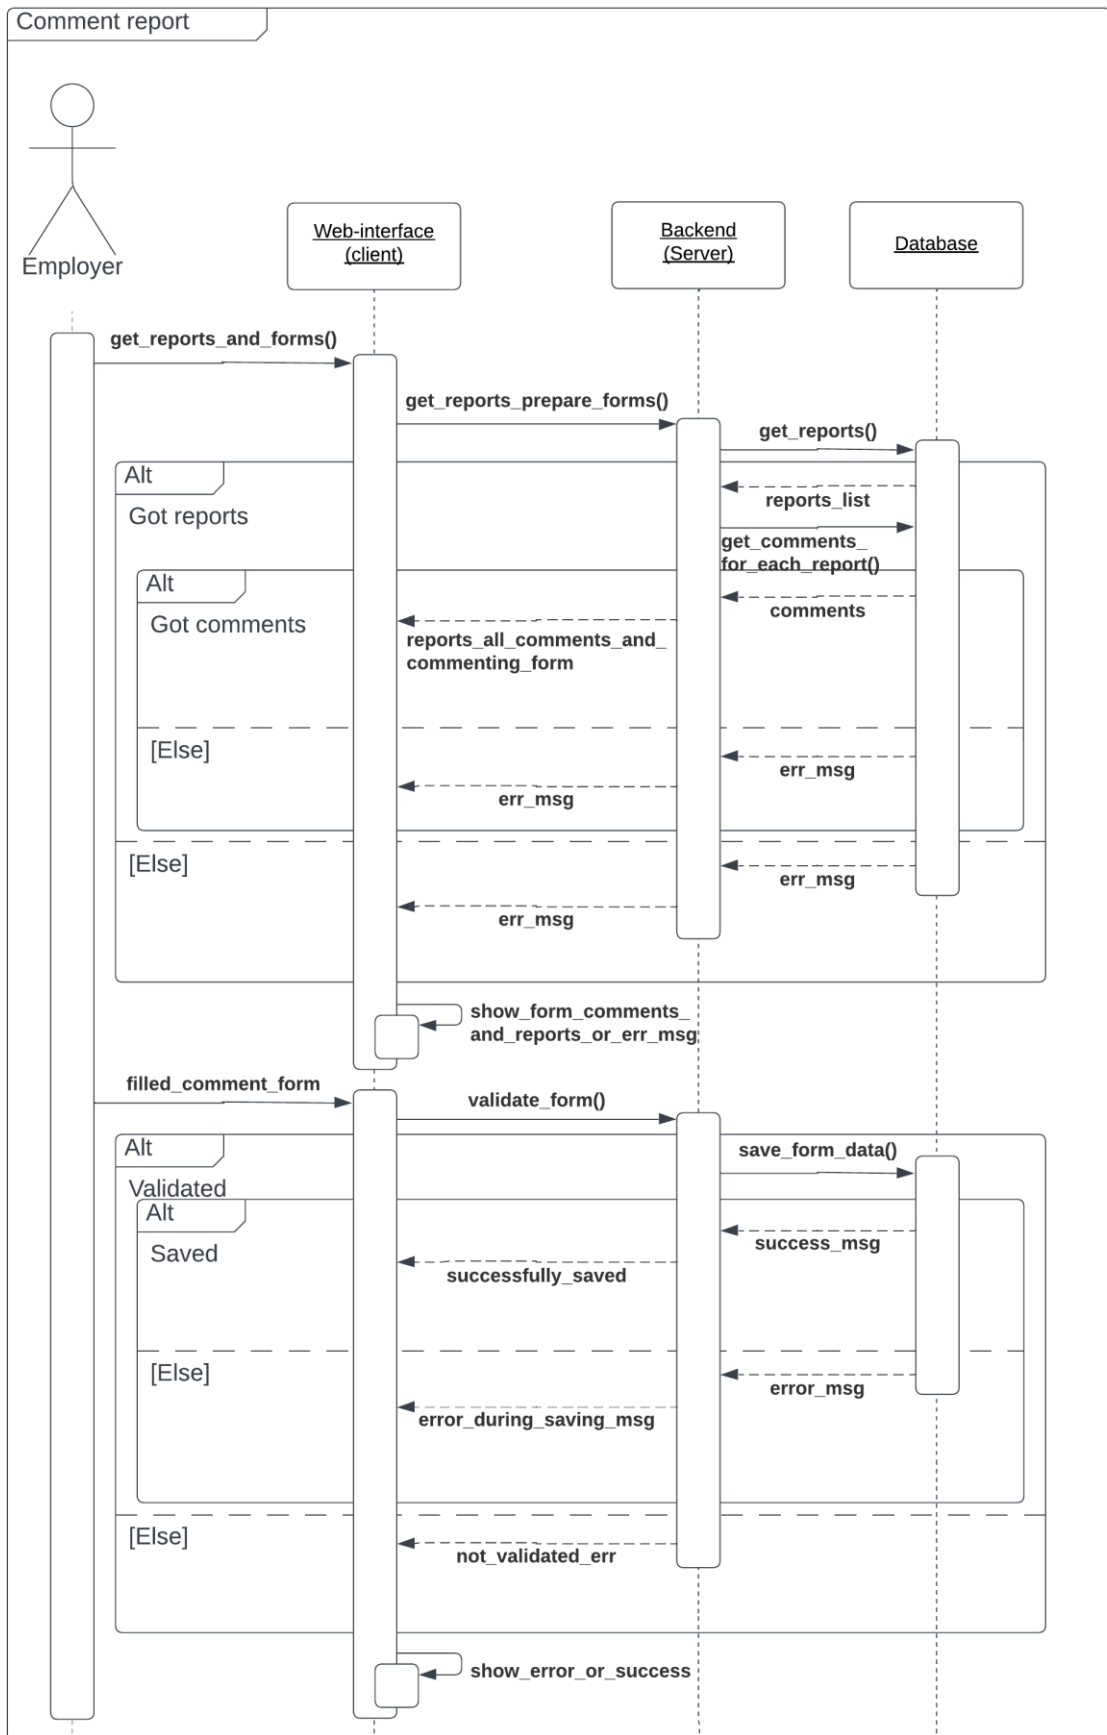 Comment report
Employer
Web-interface
(client)
Backend
(Server)
Database
get_reports_and_forms()
get_reports_prepare_forms()
get_reports()
Alt
Got reports
reports_list
get_comments_
for_each_report()
Alt
Got comments
comments
reports_all_comments_and_
commenting_form
[Else]
err_msg
err_msg
[Else]
err_msg
err_msg
show_form_comments_
and_reports_or_err_msg
filled_comment_form
validate_form()
Alt
save_form_data()
Validated
Alt
Saved
success_msg
successfully_saved
[Else]
error_msg
error_during_saving_msg
[Else]
not_validated_err
show_error_or_success